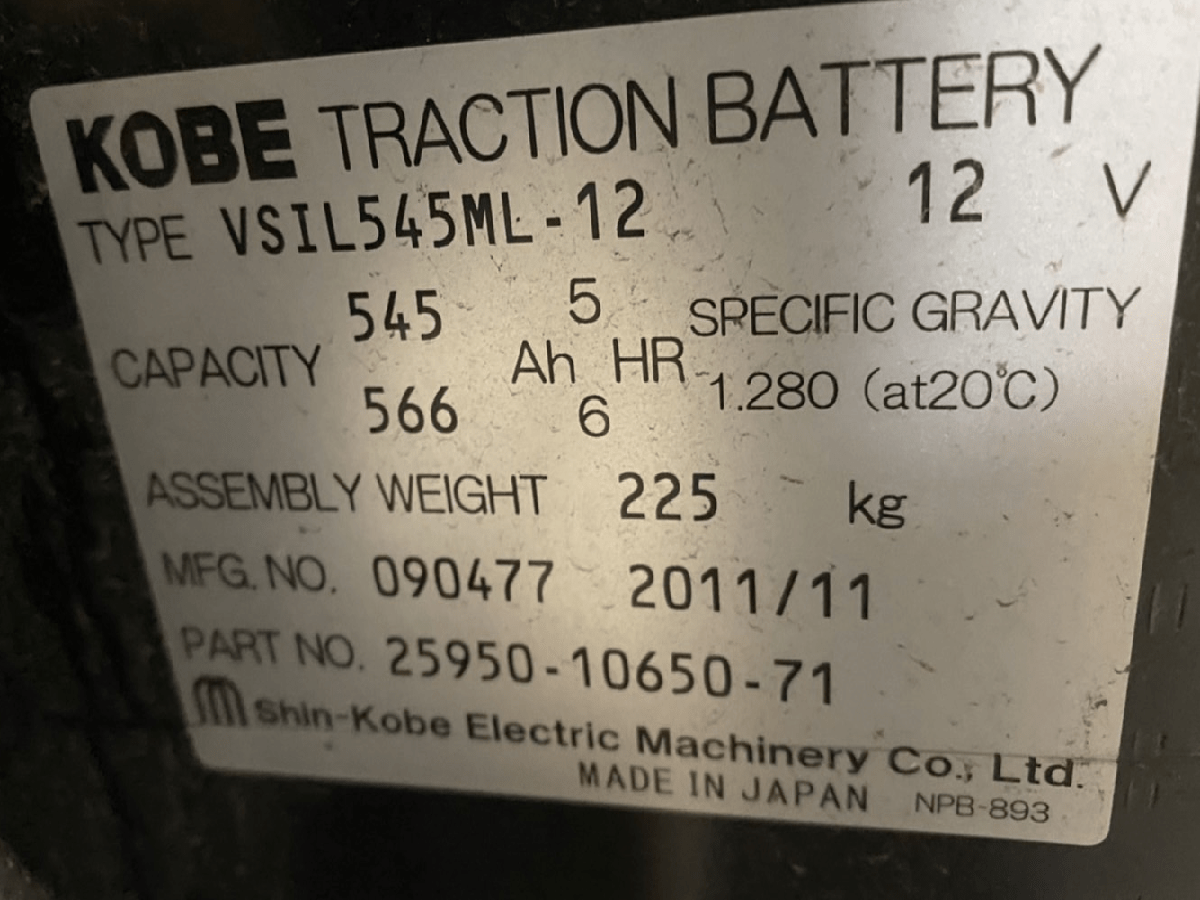 KOBE TRACTION BATTERY
TYPE VSIL545ML-12 12 V
545 5 SPECIFIC GRAVITY
CAPACITY Ah HR 1.280 (at20℃)
566 6
ASSEMBLY WEIGHT 225 kg
MFG. NO. 090477 2011/11
PART NO. 25950-10650-71
Shin-Kobe Electric Machinery Co., Ltd.
MADE IN JAPAN NPB-893